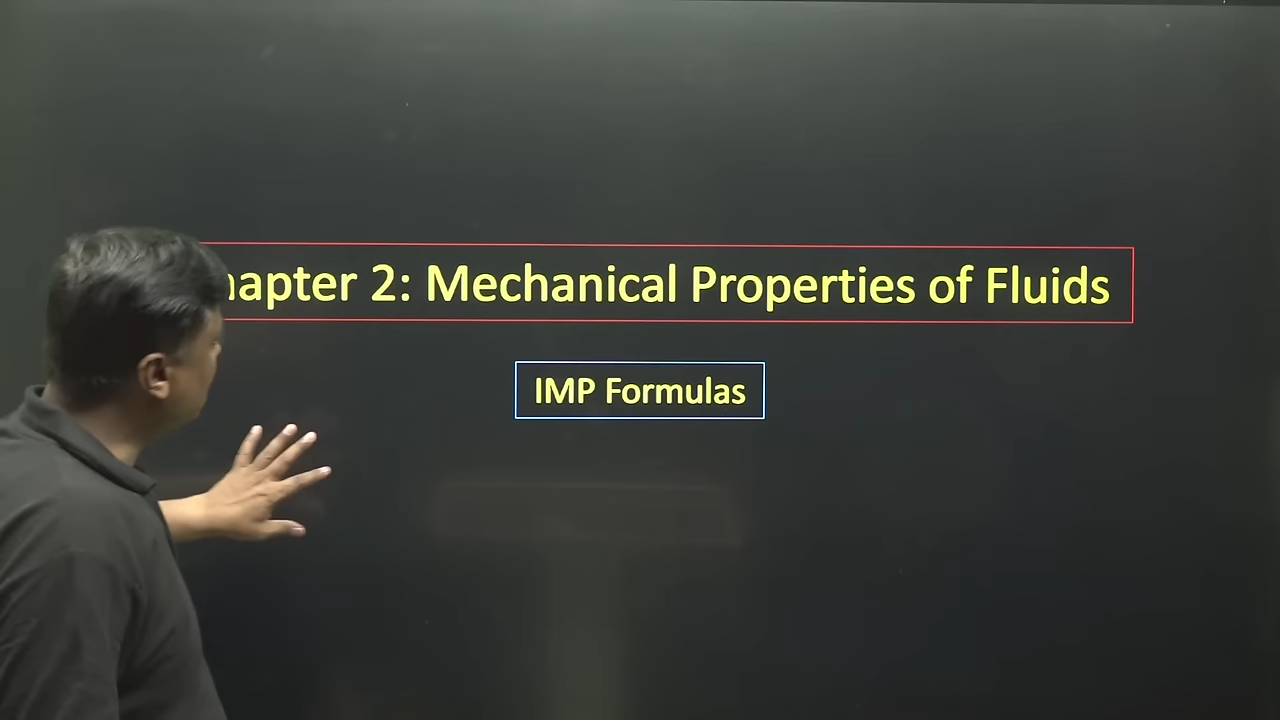 hapter 2: Mechanical Properties of Fluids
IMP Formulas